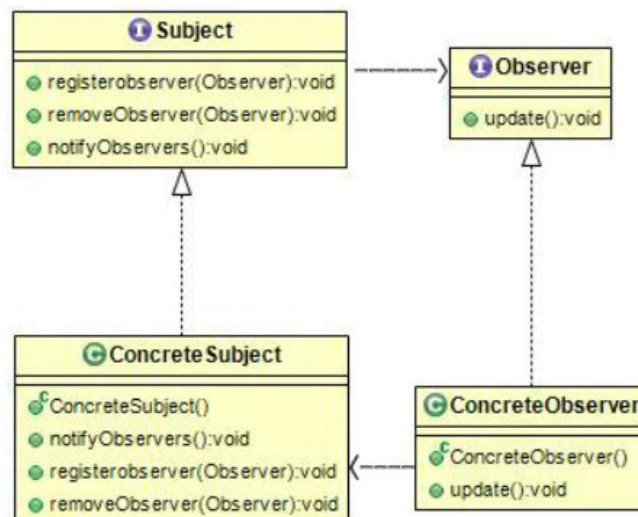 Subject
registerobserver(Observer):void
removeObserver(Observer):void
notifyObservers():void
Observer
update():void
ConcreteSubject
ConcreteSubject()
notifyObservers():void
registerobserver(Observer):void
removeObserver(Observer):void
ConcreteObserver
ConcreteObserver()
update():void